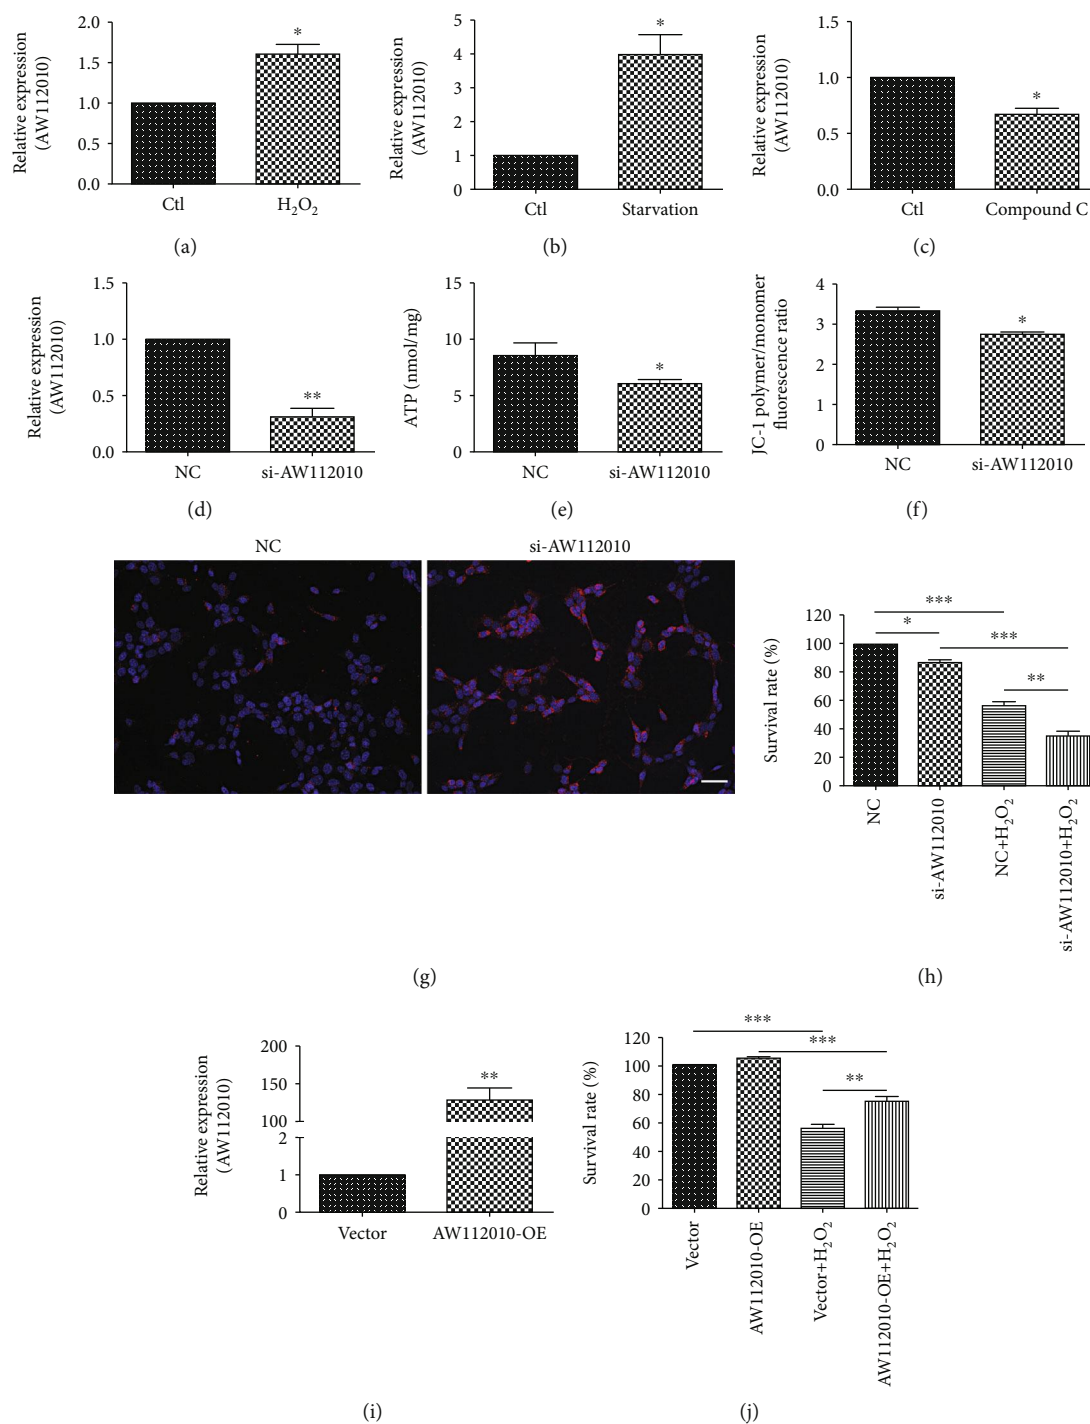 Relative expression
(AW112010)
2.0
1.5
1.0
0.5
0.0
*
Ctl
H₂O₂
(a)
Relative expression
(AW112010)
5
4
3
2
1
0
*
Ctl
Starvation
(b)
Relative expression
(AW112010)
1.5
1.0
0.5
0.0
*
Ctl
Compound C
(c)
Relative expression
(AW112010)
1.5
1.0
0.5
0.0
**
NC
si-AW112010
(d)
ATP (nmol/mg)
15
10
5
0
*
NC
si-AW112010
(e)
JC-1 polymer/monomer
fluorescence ratio
4
3
2
1
0
*
NC
si-AW112010
(f)
NC
si-AW112010
(g)
Survival rate (%)
120
100
80
60
40
20
0
***
*
***
**
NC
si-AW112010
NC+H₂O₂
si-AW112010+H₂O₂
(h)
Relative expression
(AW112010)
200
150
100
2
1
0
**
Vector
AW112010-OE
(i)
Survival rate (%)
120
100
80
60
40
20
0
***
***
**
Vector
AW112010-OE
Vector+H₂O₂
AW112010-OE+H₂O₂
(j)